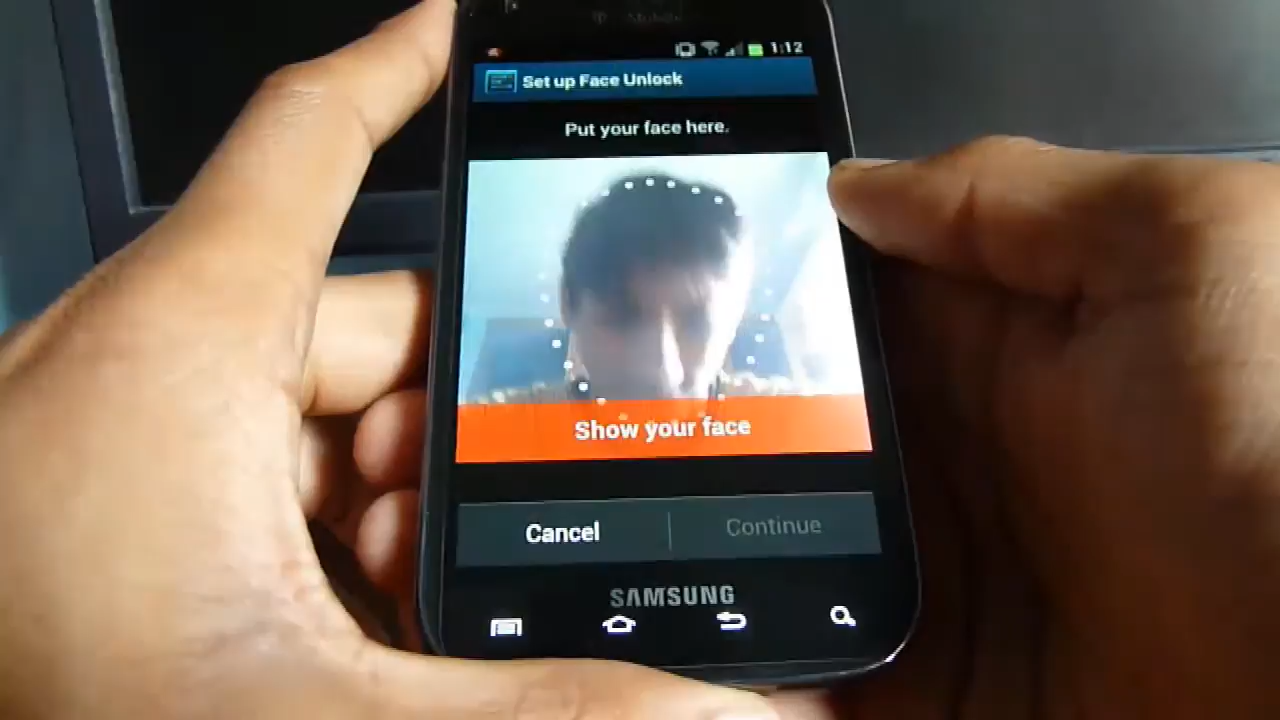 1:12
Set up Face Unlock
Put your face here.
Show your face
Cancel
Continue
SAMSUNG